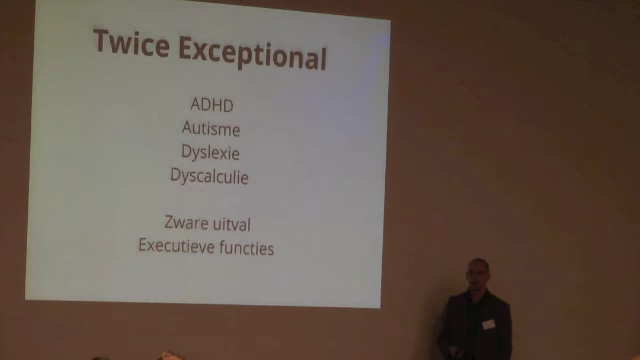 Twice Exceptional
ADHD
Autisme
Dyslexie
Dyscalculie
Zware uitval
Executieve functies